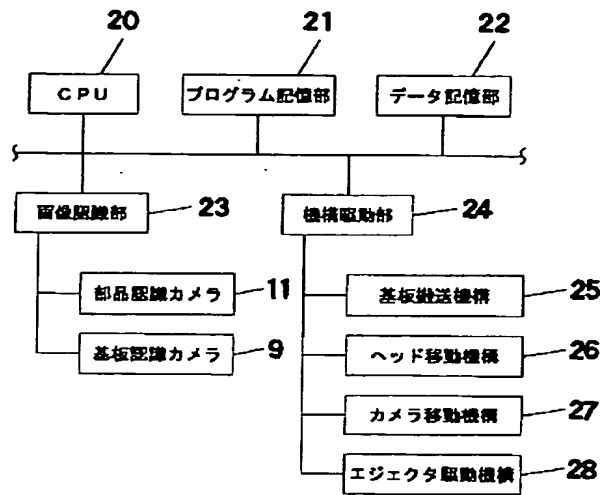 20
21
22
CPU
プログラム記憶部
データ記憶部
画像認識部
23
機構駆動部
24
部品認識カメラ
11
基板搬送機構
25
基板認識カメラ
9
ヘッド移動機構
26
カメラ移動機構
27
エジェクタ駆動機構
28